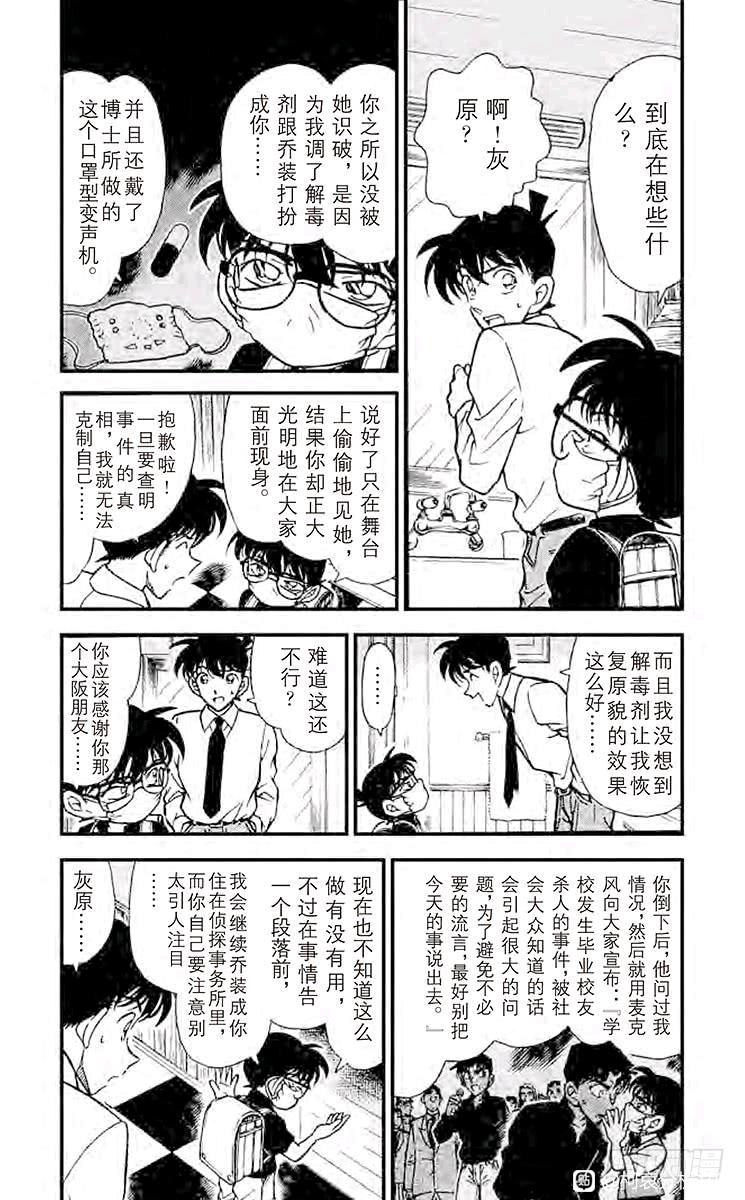 到底在想些什
么？
啊！灰
原？
你之所以没被
她识破，是因
为我调了解毒
剂跟乔装打扮
成你……
并且还戴了
博士所做的
这个口罩型变声机。
说好了只在舞台
上偷偷地见她，
结果你却正大
光明地在大家
面前现身。
抱歉啦！
一旦要查明
事件的真
相，我就无法
克制自己……
而且我没想到
解毒剂让我恢
复原貌的效果
这么好……
……
难道这还
不行？
你应该感谢你那
个大阪朋友……
你倒下后，他问过我
情况，然后就用麦克
风向大家宣布：『学
校发生毕业校友
杀人的事件，被社
会大众知道的话
会引起很大的问
题，为了避免不必
要的流言，最好别把
今天的事说出去。』
现在也不知道这么
做有没有用，
不过在事情告
一个段落前，
我会继续乔装成你
住在侦探事务所里，
而你自己要注意别
太引人注目
……
灰原……